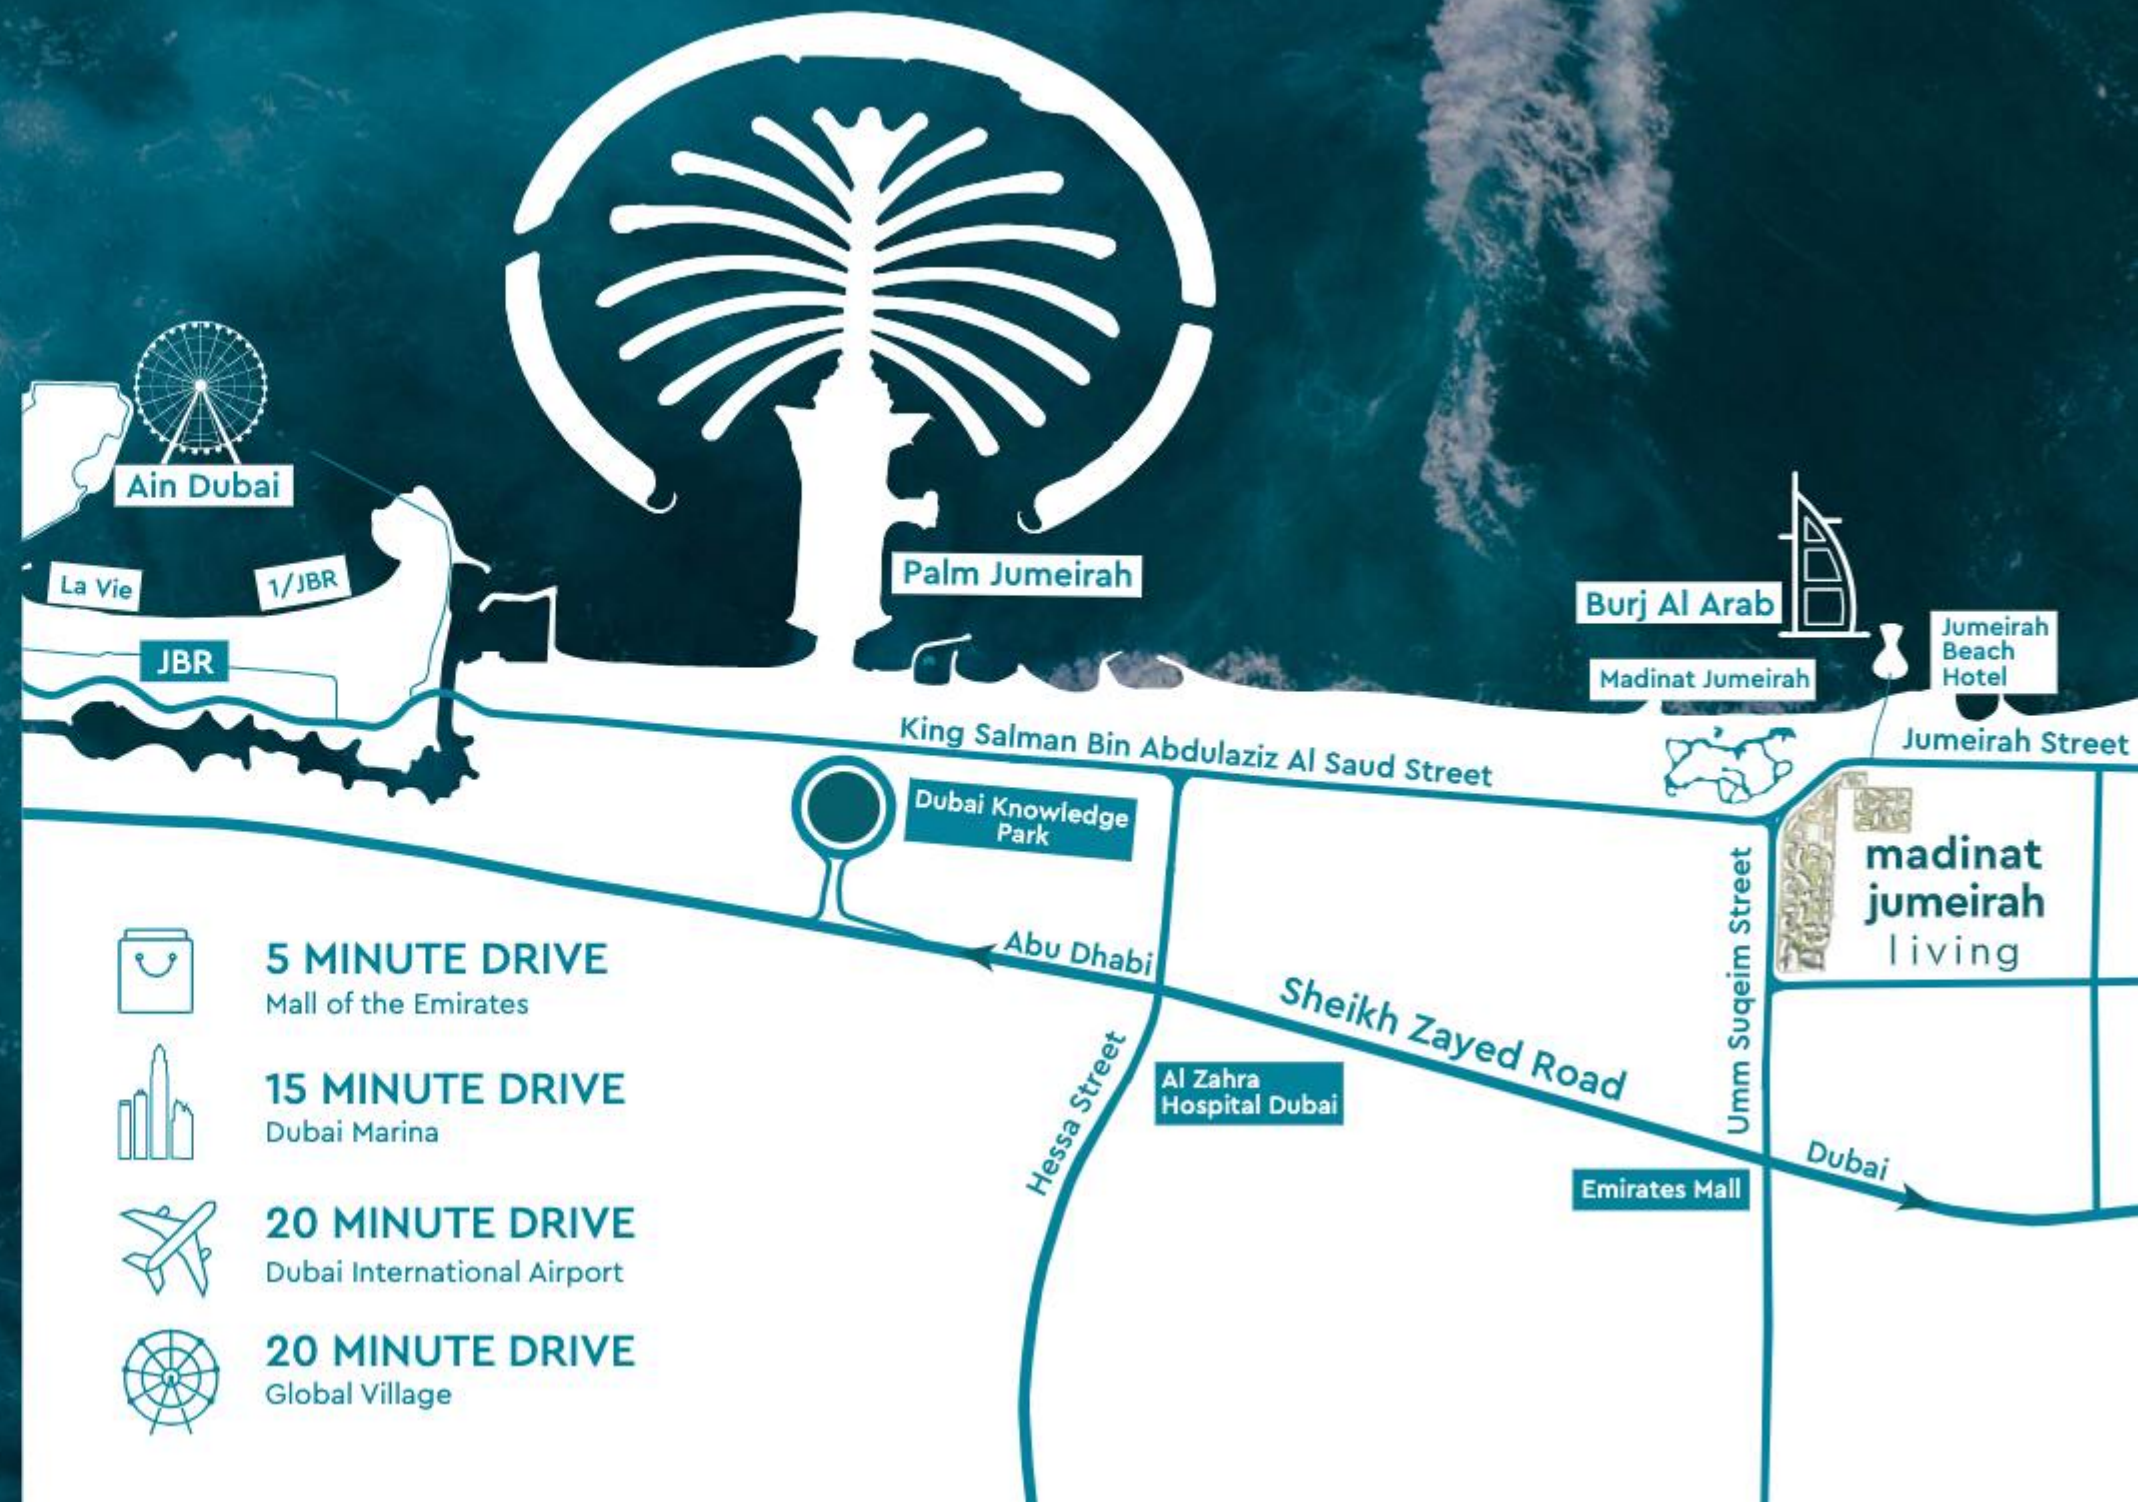 Ain Dubai
La Vie
1/JBR
JBR
Palm Jumeirah
Burj Al Arab
Madinat Jumeirah
Jumeirah
Beach
Hotel
Jumeirah Street
King Salman Bin Abdulaziz Al Saud Street
Dubai Knowledge
Park
madinat
jumeirah
living
Umm Suqeim Street
Abu Dhabi
Sheikh Zayed Road
Hessa Street
Al Zahra
Hospital Dubai
Dubai
Emirates Mall
5 MINUTE DRIVE
Mall of the Emirates
15 MINUTE DRIVE
Dubai Marina
20 MINUTE DRIVE
Dubai International Airport
20 MINUTE DRIVE
Global Village